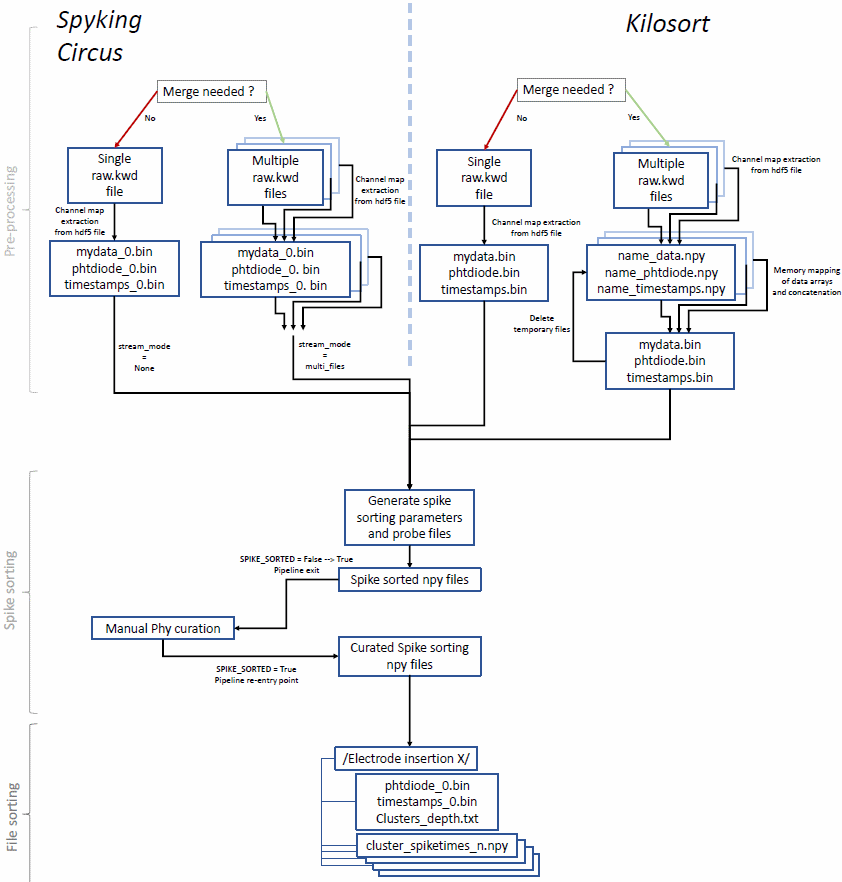 Spyking
Circus
Kilosort
Pre-processing
Merge needed ?
No
Yes
Single
raw.kwd
file
Multiple
raw.kwd
files
Channel map
extraction
from hdf5 file
Channel map
extraction
from hdf5 file
mydata_0.bin
phtdiode_0.bin
timestamps_0.bin
mydata_0.bin
phtdiode_0. bin
timestamps_0. bin
stream_mode
=
None
stream_mode
=
multi_files
Merge needed ?
No
Yes
Single
raw.kwd
file
Multiple
raw.kwd
files
Channel map extraction
from hdf5 file
Channel map extraction
from hdf5 file
mydata.bin
phtdiode.bin
timestamps.bin
name_data.npy
name_phtdiode.npy
name_timestamps.npy
Memory mapping
of data arrays
and concatenation
Delete
temporary files
mydata.bin
phtdiode.bin
timestamps.bin
Spike sorting
Generate spike
sorting parameters
and probe files
SPIKE_SORTED = False --> True
Pipeline exit
Spike sorted npy files
Manual Phy curation
Curated Spike sorting
npy files
SPIKE_SORTED = True
Pipeline re-entry point
File sorting
/Electrode insertion X/
phtdiode_0.bin
timestamps_0.bin
Clusters_depth.txt
cluster_spiketimes_n.npy